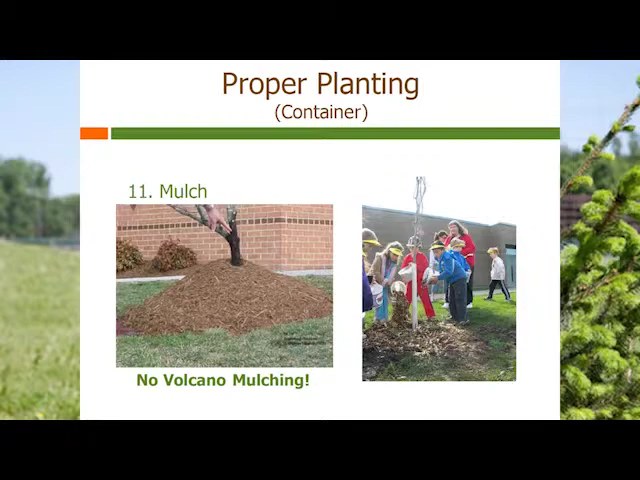 Proper Planting
(Container)
11. Mulch
No Volcano Mulching!